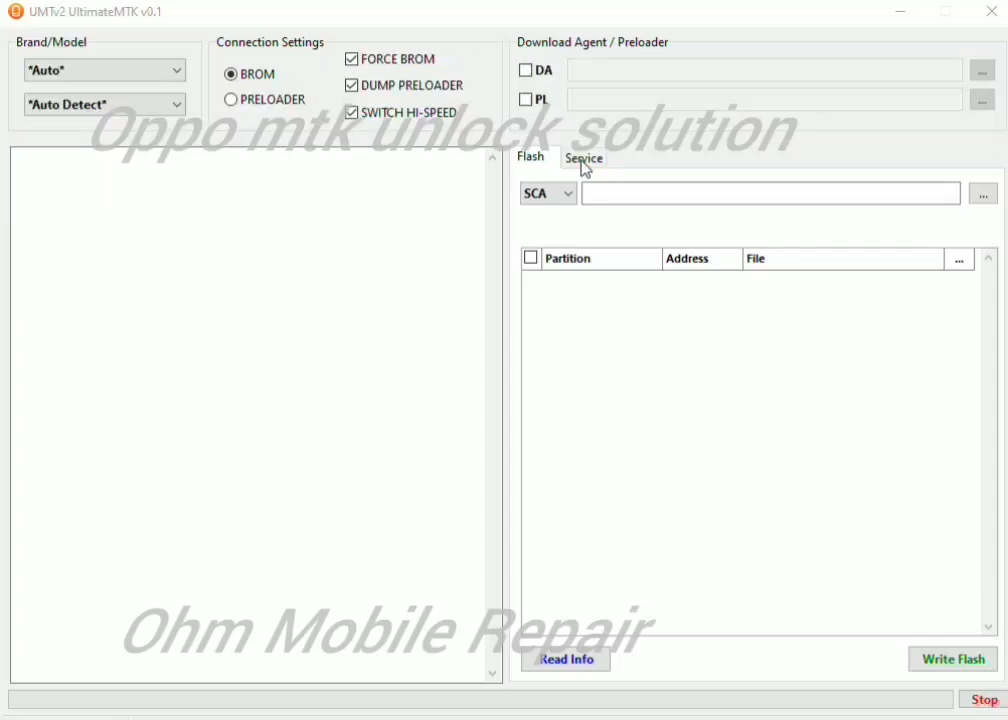 UMTv2 UltimateMTK v0.1
Brand/Model
*Auto*
*Auto Detect*
Connection Settings
BROM
PRELOADER
FORCE BROM
DUMP PRELOADER
SWITCH HI-SPEED
Download Agent / Preloader
DA
...
PL
...
Oppo mtk unlock solution
Flash Service
SCA
...
Partition Address File ...
Ohm Mobile Repair
Read Info Write Flash
Stop